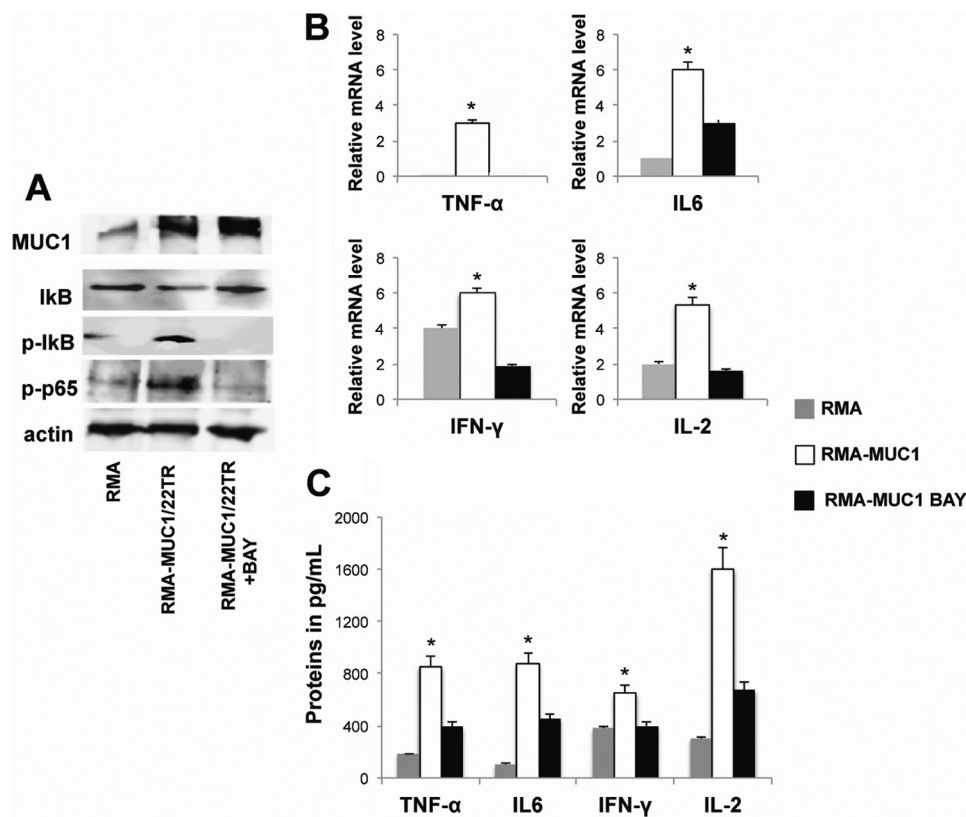 A
MUC1
IkB
p-IkB
p-p65
actin
RMA
RMA-MUC1/22TR
RMA-MUC1/22TR
+BAY
B
Relative mRNA level
8
6
4
2
0
*
TNF-α
Relative mRNA level
8
6
4
2
0
*
IL6
Relative mRNA level
8
6
4
2
0
*
IFN-γ
Relative mRNA level
8
6
4
2
0
*
IL-2
RMA
RMA-MUC1
RMA-MUC1 BAY
C
Proteins in pg/mL
2000
1600
1200
800
400
0
*
*
*
*
TNF-α IL6 IFN-γ IL-2